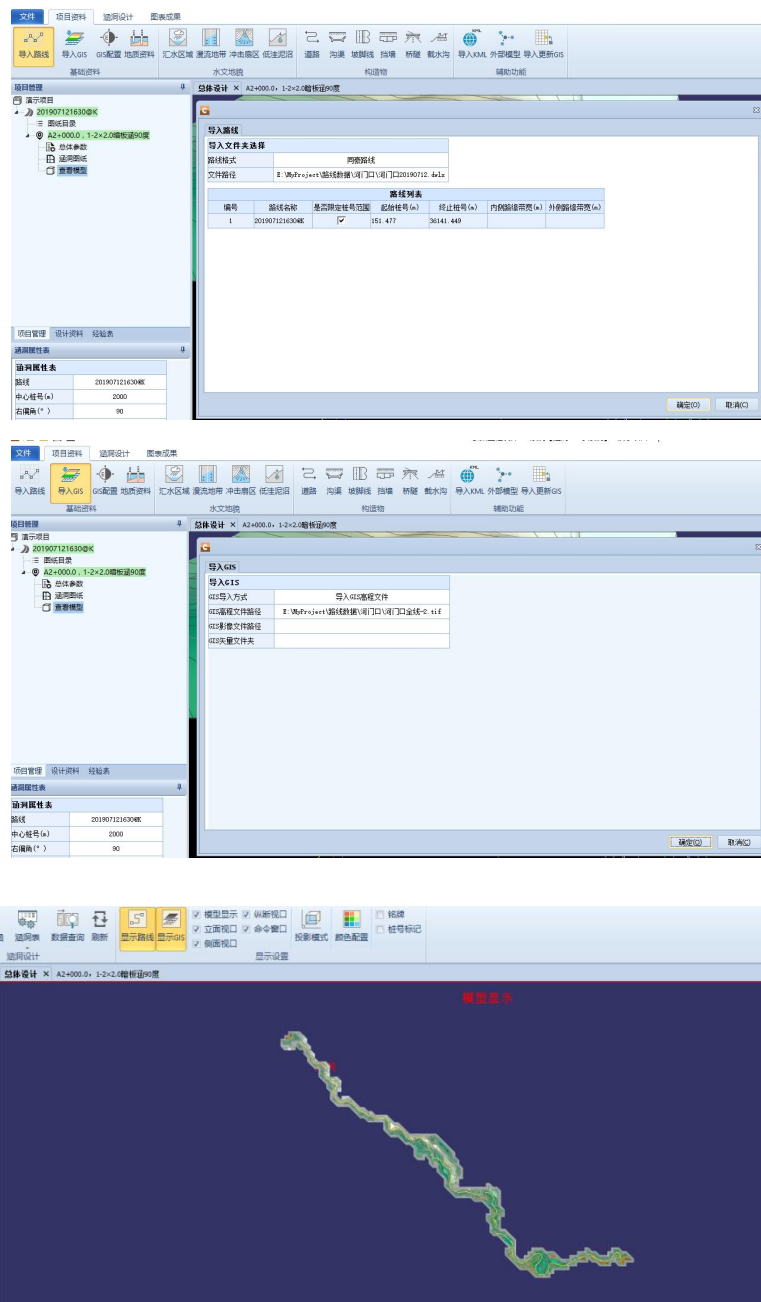 文件 项目资料 涵洞设计 图表成果
导入路线 导入GIS GIS配置 地质资料 汇水区域 漫流地带 冲击扇区 低洼泥沼 道路 沟渠 坡脚线 挡墙 桥隧 截水沟 导入KML 外部模型 导入更新GIS
基础资料 水文地貌 构造物 辅助功能
项目管理 总体设计 × A2+000.0，1-2×2.0暗板涵90度
演示项目
201907121630@K
图纸目录
A2+000.0，1-2×2.0暗板涵90度
总体参数
涵洞图纸
查看模型
导入路线
导入文件夹选择
路线格式 同豪路线
文件路径 E:\MyProject\路线数据\河门口\河门口20190712.dwlx
路线列表
编号 路线名称 是否限定桩号范围 起始桩号(m) 终止桩号(m) 内侧路缘带宽(m) 外侧路缘带宽(m)
1 201907121630@K 151.477 36141.449
项目管理 设计资料 经验表
涵洞属性表
涵洞属性表
路线 201907121630@K
中心桩号(m) 2000
右偏角(°) 90
确定(O) 取消(C)
文件 项目资料 涵洞设计 图表成果
导入路线 导入GIS GIS配置 地质资料 汇水区域 漫流地带 冲击扇区 低洼泥沼 道路 沟渠 坡脚线 挡墙 桥隧 截水沟 导入KML 外部模型 导入更新GIS
基础资料 水文地貌 构造物 辅助功能
项目管理 总体设计 × A2+000.0，1-2×2.0暗板涵90度
演示项目
201907121630@K
图纸目录
A2+000.0，1-2×2.0暗板涵90度
总体参数
涵洞图纸
查看模型
导入GIS
导入GIS
GIS导入方式 导入GIS高程文件
GIS高程文件路径 E:\MyProject\路线数据\河门口\河门口全线-2.tif
GIS影像文件路径
GIS矢量文件夹
项目管理 设计资料 经验表
涵洞属性表
涵洞属性表
路线 201907121630@K
中心桩号(m) 2000
右偏角(°) 90
确定(O) 取消(C)
涵洞表 数据查询 刷新 显示路线 显示GIS 模型显示 纵断视口 立面视口 命令窗口 侧面视口 投影模式 颜色配置 铭牌 桩号标记
涵洞设计 显示设置
总体设计 × A2+000.0，1-2×2.0暗板涵90度
模型显示